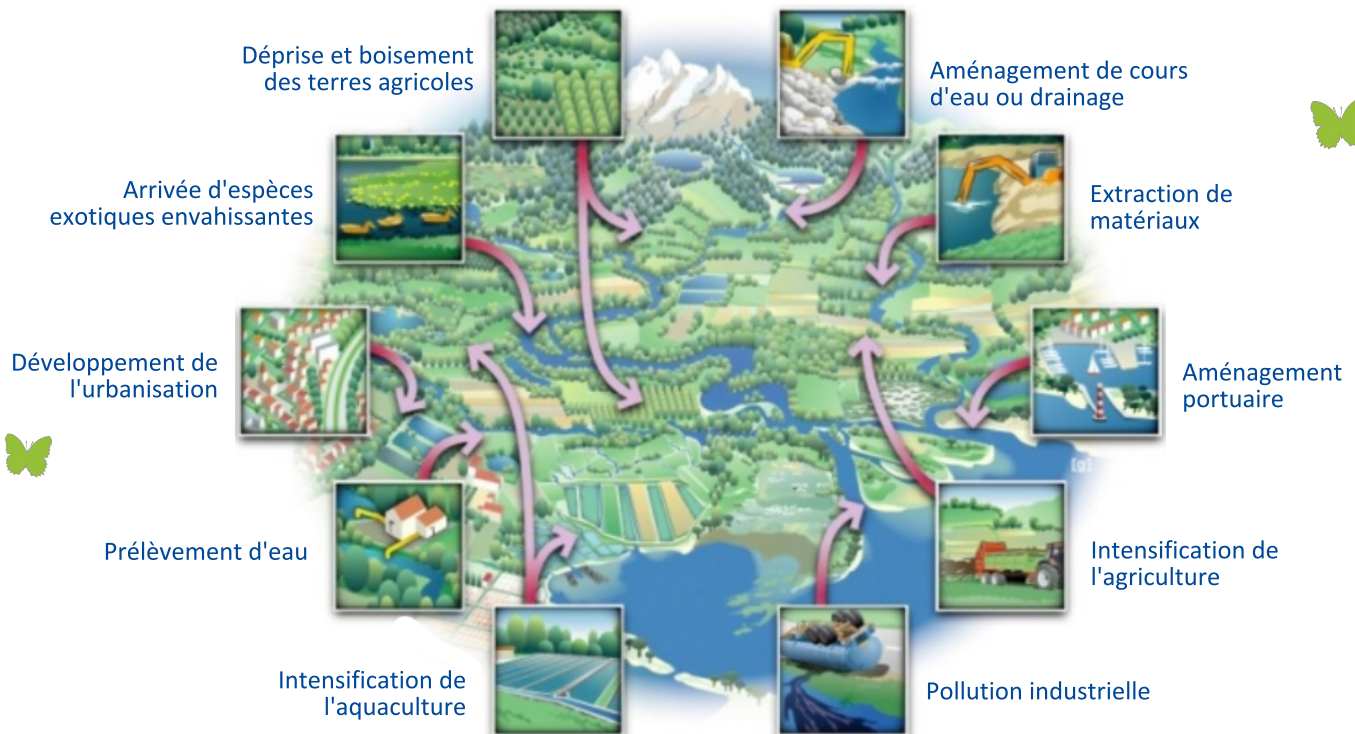 Déprise et boisement
des terres agricoles
Aménagement de cours
d'eau ou drainage
Arrivée d'espèces
exotiques envahissantes
Extraction de
matériaux
Développement de
l'urbanisation
Aménagement
portuaire
[g]
Prélèvement d'eau
Intensification de
l'agriculture
Intensification de
l'aquaculture
Pollution industrielle